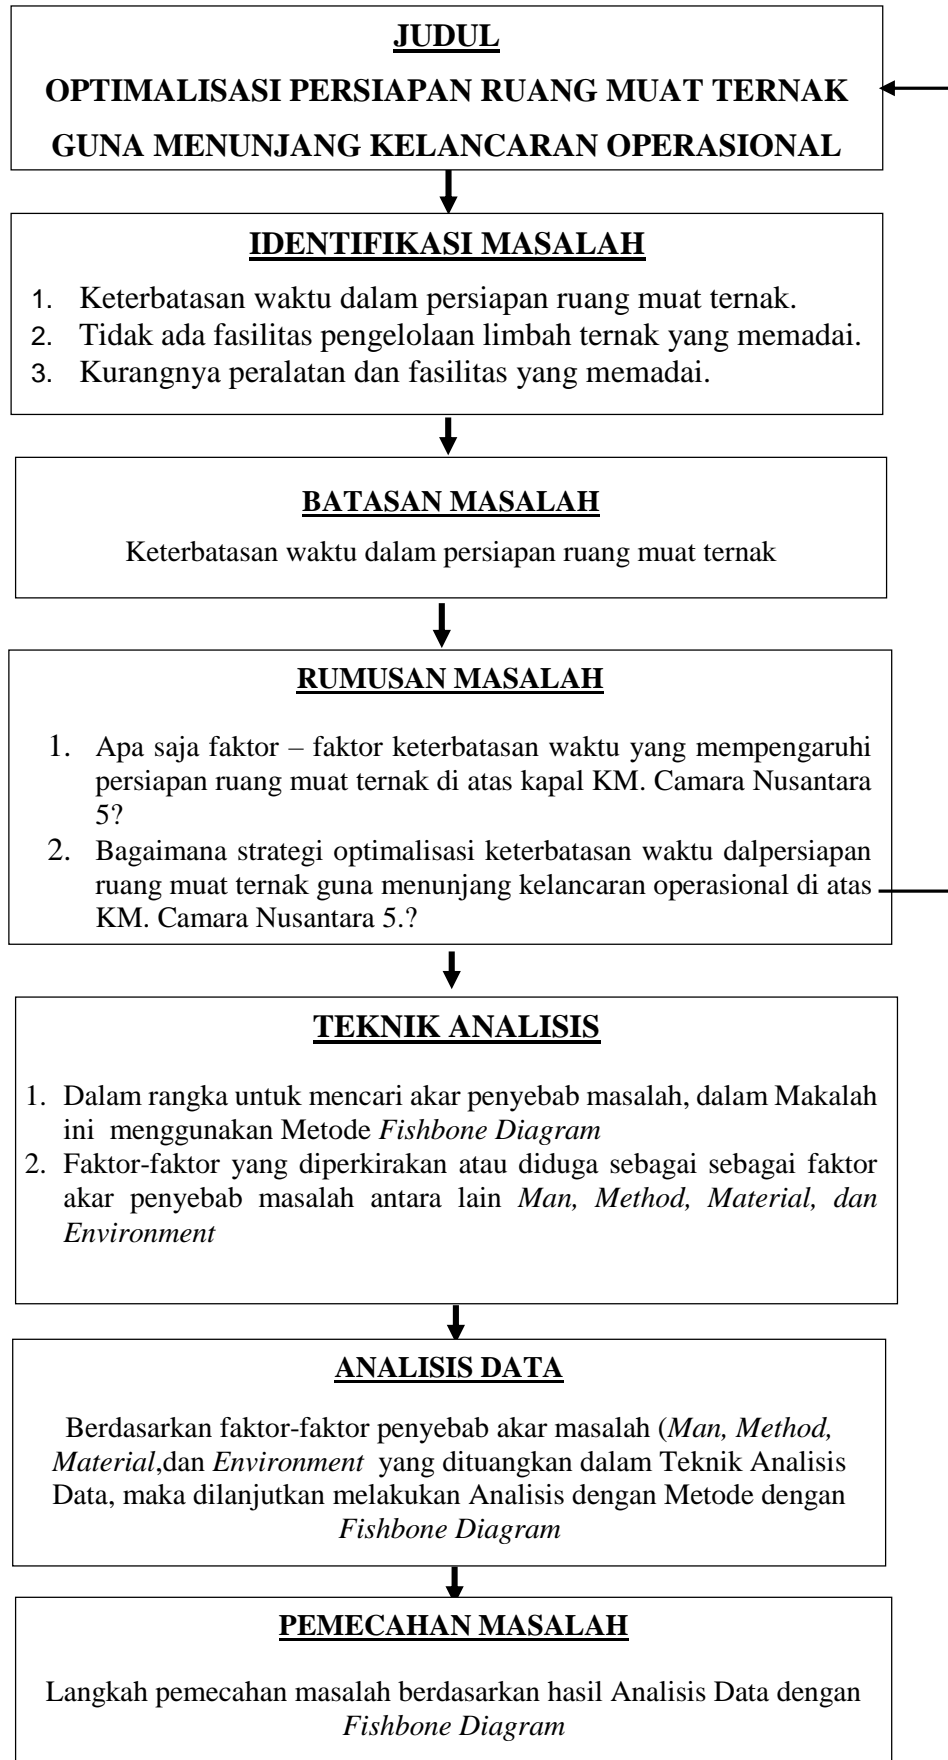 JUDUL
OPTIMALISASI PERSIAPAN RUANG MUAT TERNAK
GUNA MENUNJANG KELANCARAN OPERASIONAL
IDENTIFIKASI MASALAH
1. Keterbatasan waktu dalam persiapan ruang muat ternak.
2. Tidak ada fasilitas pengelolaan limbah ternak yang memadai.
3. Kurangnya peralatan dan fasilitas yang memadai.
BATASAN MASALAH
Keterbatasan waktu dalam persiapan ruang muat ternak
RUMUSAN MASALAH
1. Apa saja faktor – faktor keterbatasan waktu yang mempengaruhi
persiapan ruang muat ternak di atas kapal KM. Camara Nusantara
5?
2. Bagaimana strategi optimalisasi keterbatasan waktu dalpersiapan
ruang muat ternak guna menunjang kelancaran operasional di atas
KM. Camara Nusantara 5.?
TEKNIK ANALISIS
1. Dalam rangka untuk mencari akar penyebab masalah, dalam Makalah
ini menggunakan Metode Fishbone Diagram
2. Faktor-faktor yang diperkirakan atau diduga sebagai sebagai faktor
akar penyebab masalah antara lain Man, Method, Material, dan
Environment
ANALISIS DATA
Berdasarkan faktor-faktor penyebab akar masalah (Man, Method,
Material,dan Environment yang dituangkan dalam Teknik Analisis
Data, maka dilanjutkan melakukan Analisis dengan Metode dengan
Fishbone Diagram
PEMECAHAN MASALAH
Langkah pemecahan masalah berdasarkan hasil Analisis Data dengan
Fishbone Diagram